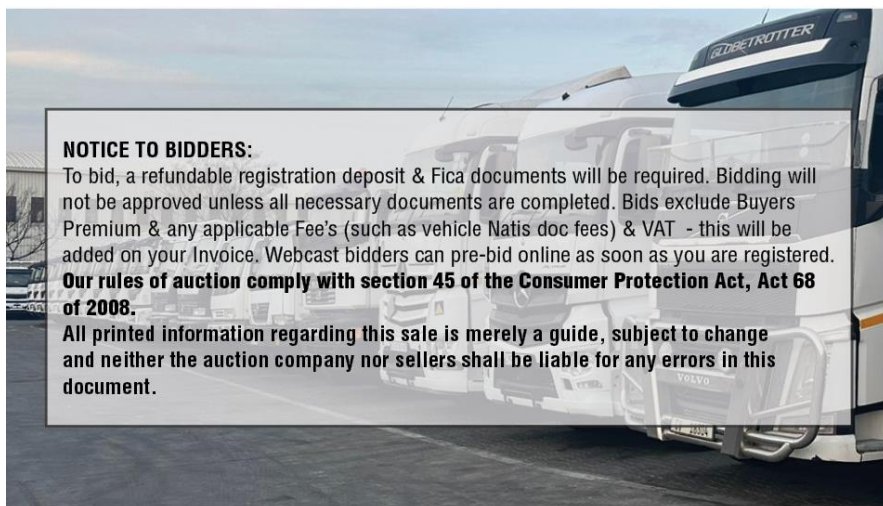 GLOBETROTTER
NOTICE TO BIDDERS:
To bid, a refundable registration deposit & Fica documents will be required. Bidding will
not be approved unless all necessary documents are completed. Bids exclude Buyers
Premium & any applicable Fee's (such as vehicle Natis doc fees) & VAT - this will be
added on your Invoice. Webcast bidders can pre-bid online as soon as you are registered.
Our rules of auction comply with section 45 of the Consumer Protection Act, Act 68
of 2008.
All printed information regarding this sale is merely a guide, subject to change
and neither the auction company nor sellers shall be liable for any errors in this
document.
VOLVO